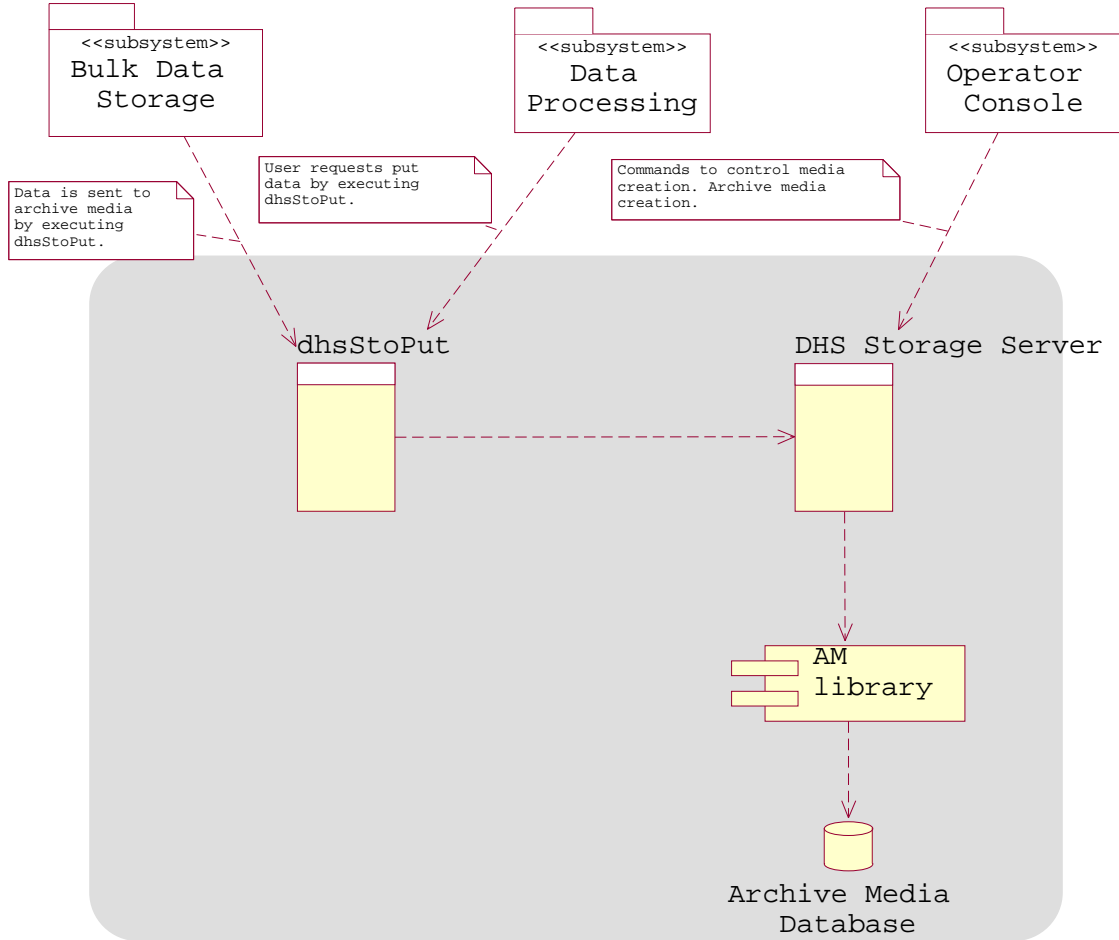 <<subsystem>>
Bulk Data
Storage
<<subsystem>>
Data
Processing
<<subsystem>>
Operator
Console
Data is sent to
archive media
by executing
dhsStoPut.
User requests put
data by executing
dhsStoPut.
Commands to control media
creation. Archive media
creation.
dhsStoPut
DHS Storage Server
AM
library
Archive Media
Database